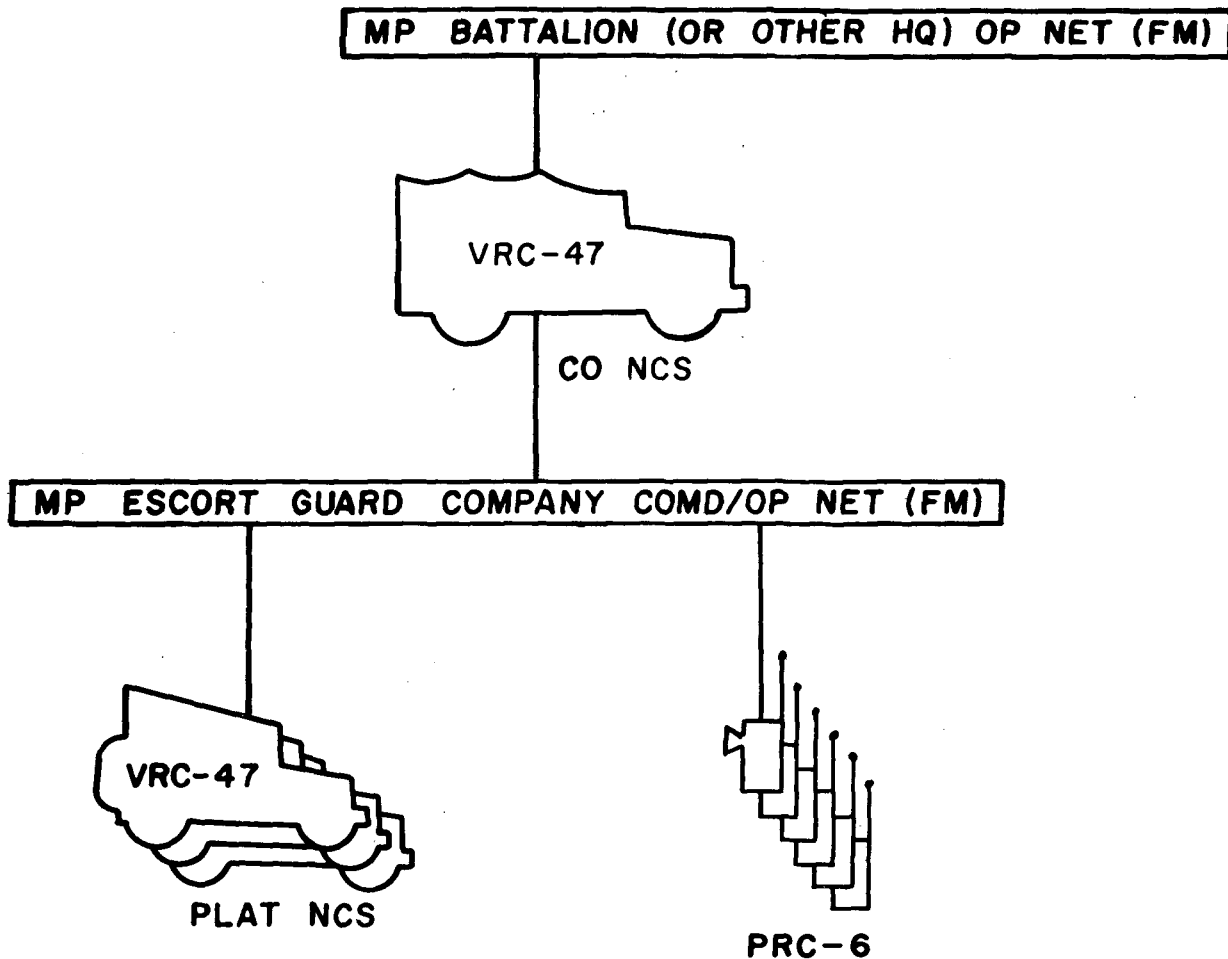 MP BATTALION (OR OTHER HQ) OP NET (FM)
VRC-47
CO NCS
MP ESCORT GUARD COMPANY COMD/OP NET (FM)
VRC-47
PLAT NCS
PRC-6